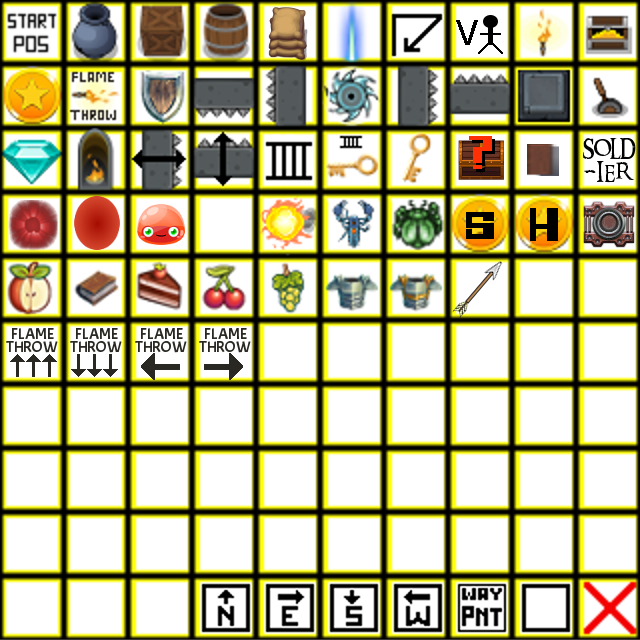 START
POS
V
FLAME
THROW
?
SOLD
-IER
S
H
FLAME
THROW
FLAME
THROW
FLAME
THROW
FLAME
THROW
N
E
S
W
WAY
PNT